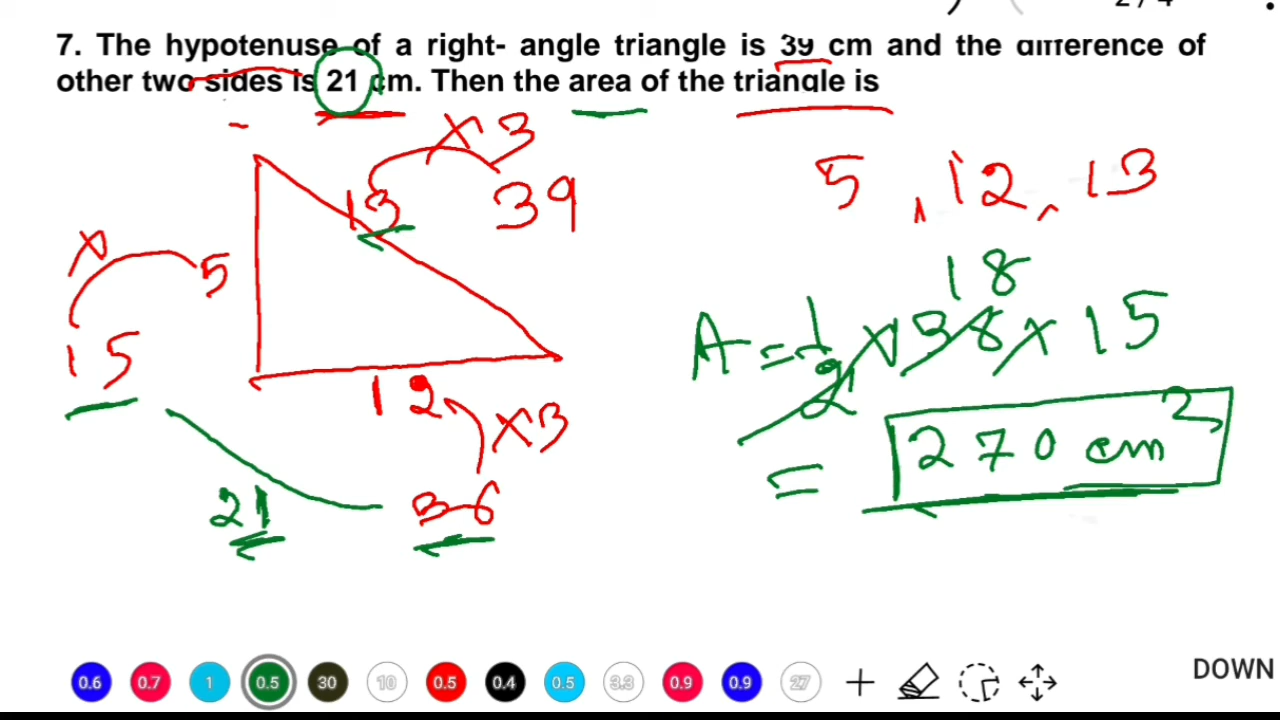 7. The hypotenuse of a right- angle triangle is 39 cm and the difference of
other two sides is 21 cm. Then the area of the triangle is
×3
13 39
5, 12, 13
× 5
15
18
A = 1/2 × 38 × 15
12
×3
= 270 cm²
21
36
0.6 0.7 1 0.5 30 10 0.5 0.4 0.5 3.3 0.9 0.9 27
DOWN